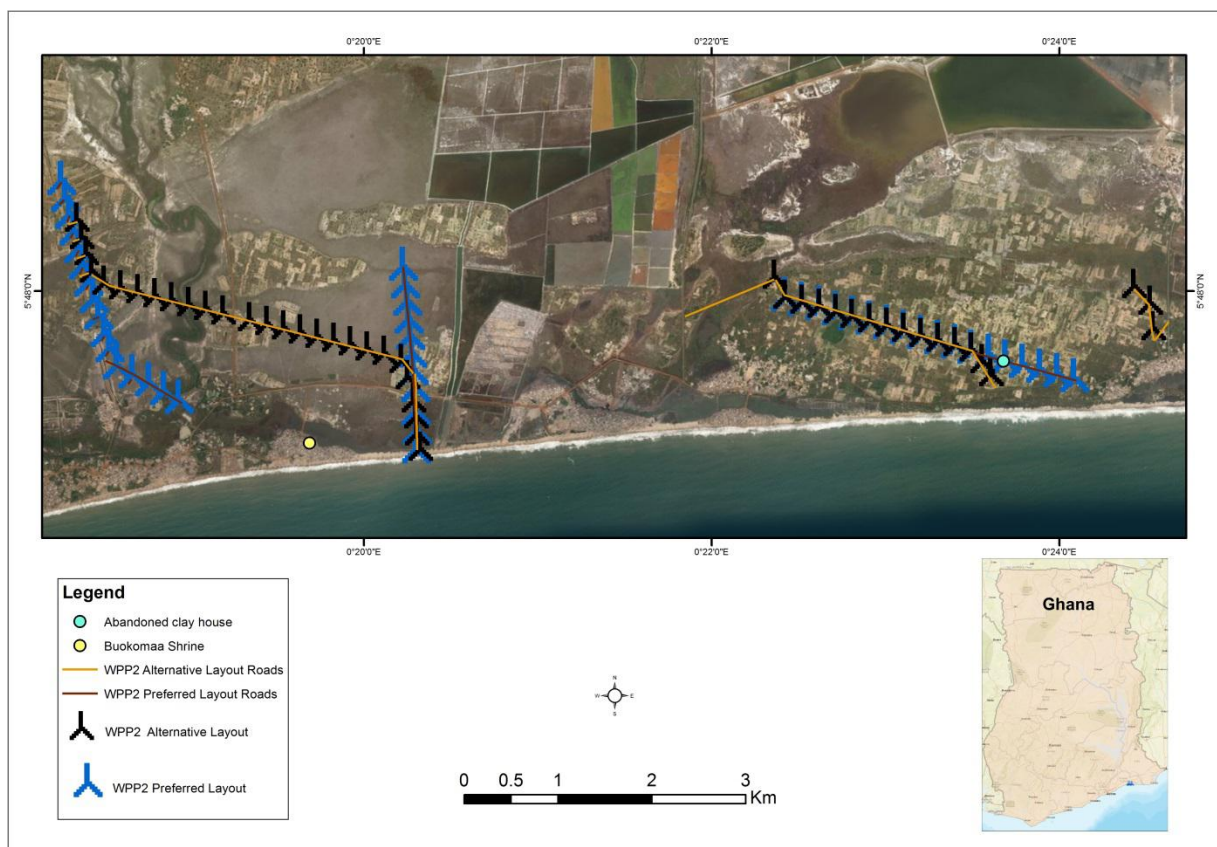 0°20'0"E
0°22'0"E
0°24'0"E
5°48'0"N
5°48'0"N
0°20'0"E
0°22'0"E
0°24'0"E
Legend
Abandoned clay house
Buokomaa Shrine
WPP2 Alternative Layout Roads
WPP2 Preferred Layout Roads
WPP2 Alternative Layout
WPP2 Preferred Layout
N
W E
S
0 0.5 1 2 3
Km
Ghana